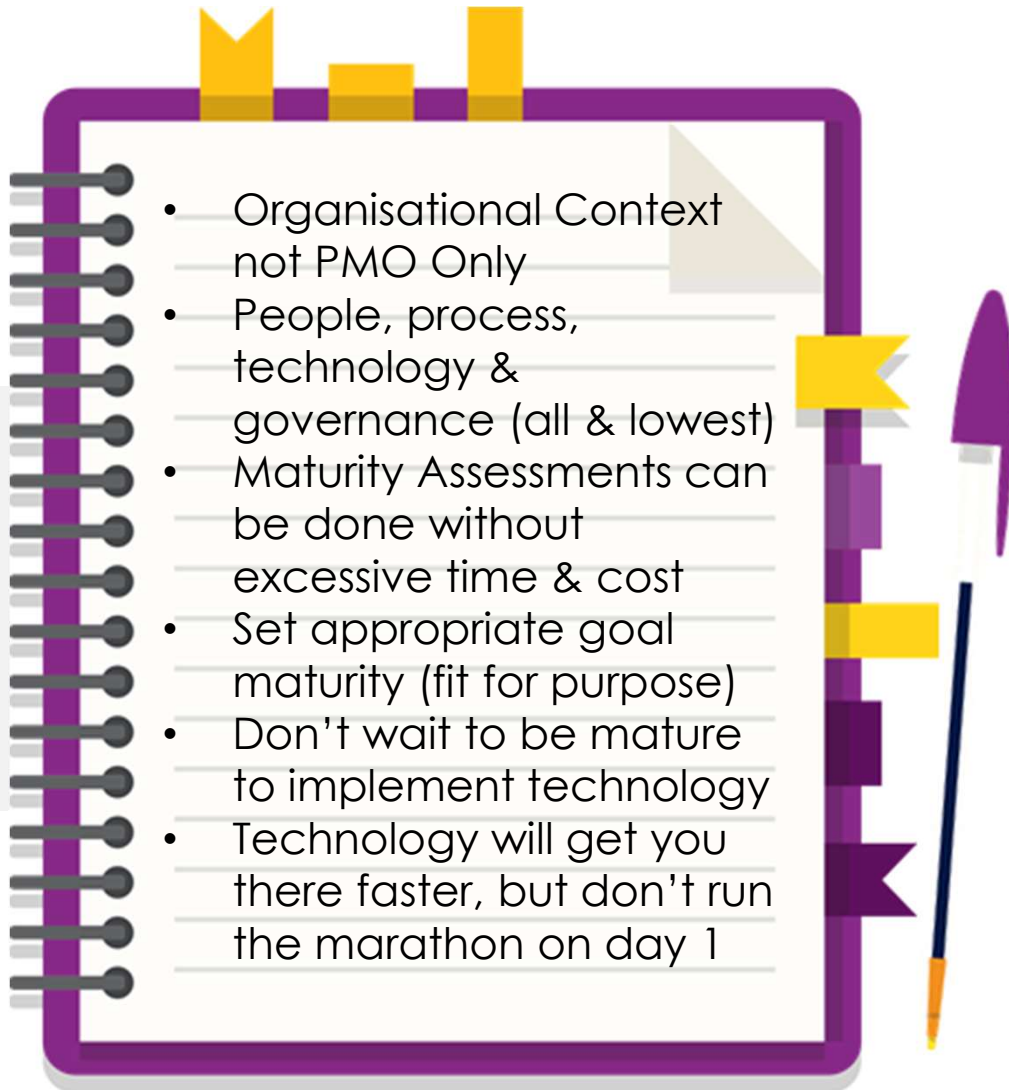 • Organisational Context
not PMO Only
• People, process,
technology &
governance (all & lowest)
• Maturity Assessments can
be done without
excessive time & cost
• Set appropriate goal
maturity (fit for purpose)
• Don’t wait to be mature
to implement technology
• Technology will get you
there faster, but don’t run
the marathon on day 1